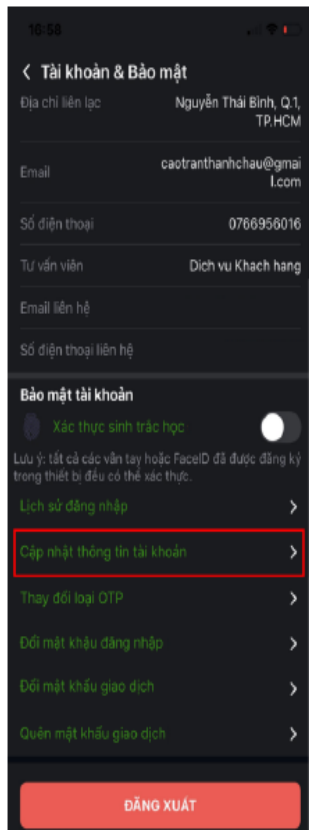 16:58
Tài khoản & Bảo mật
Địa chỉ liên lạc
Nguyễn Thái Bình, Q.1,
TP.HCM
Email
caotranthanhchau@gmai
l.com
Số điện thoại
0766956016
Tư vấn viên
Dich vu Khach hang
Email liên hệ
Số điện thoại liên hệ
Bảo mật tài khoản
Xác thực sinh trắc học
Lưu ý: tất cả các vân tay hoặc FaceID đã được đăng ký
trong thiết bị đều có thể xác thực.
Lịch sử đăng nhập
Cập nhật thông tin tài khoản
Thay đổi loại OTP
Đổi mật khẩu đăng nhập
Đổi mật khẩu giao dịch
Quên mật khẩu giao dịch
ĐĂNG XUẤT